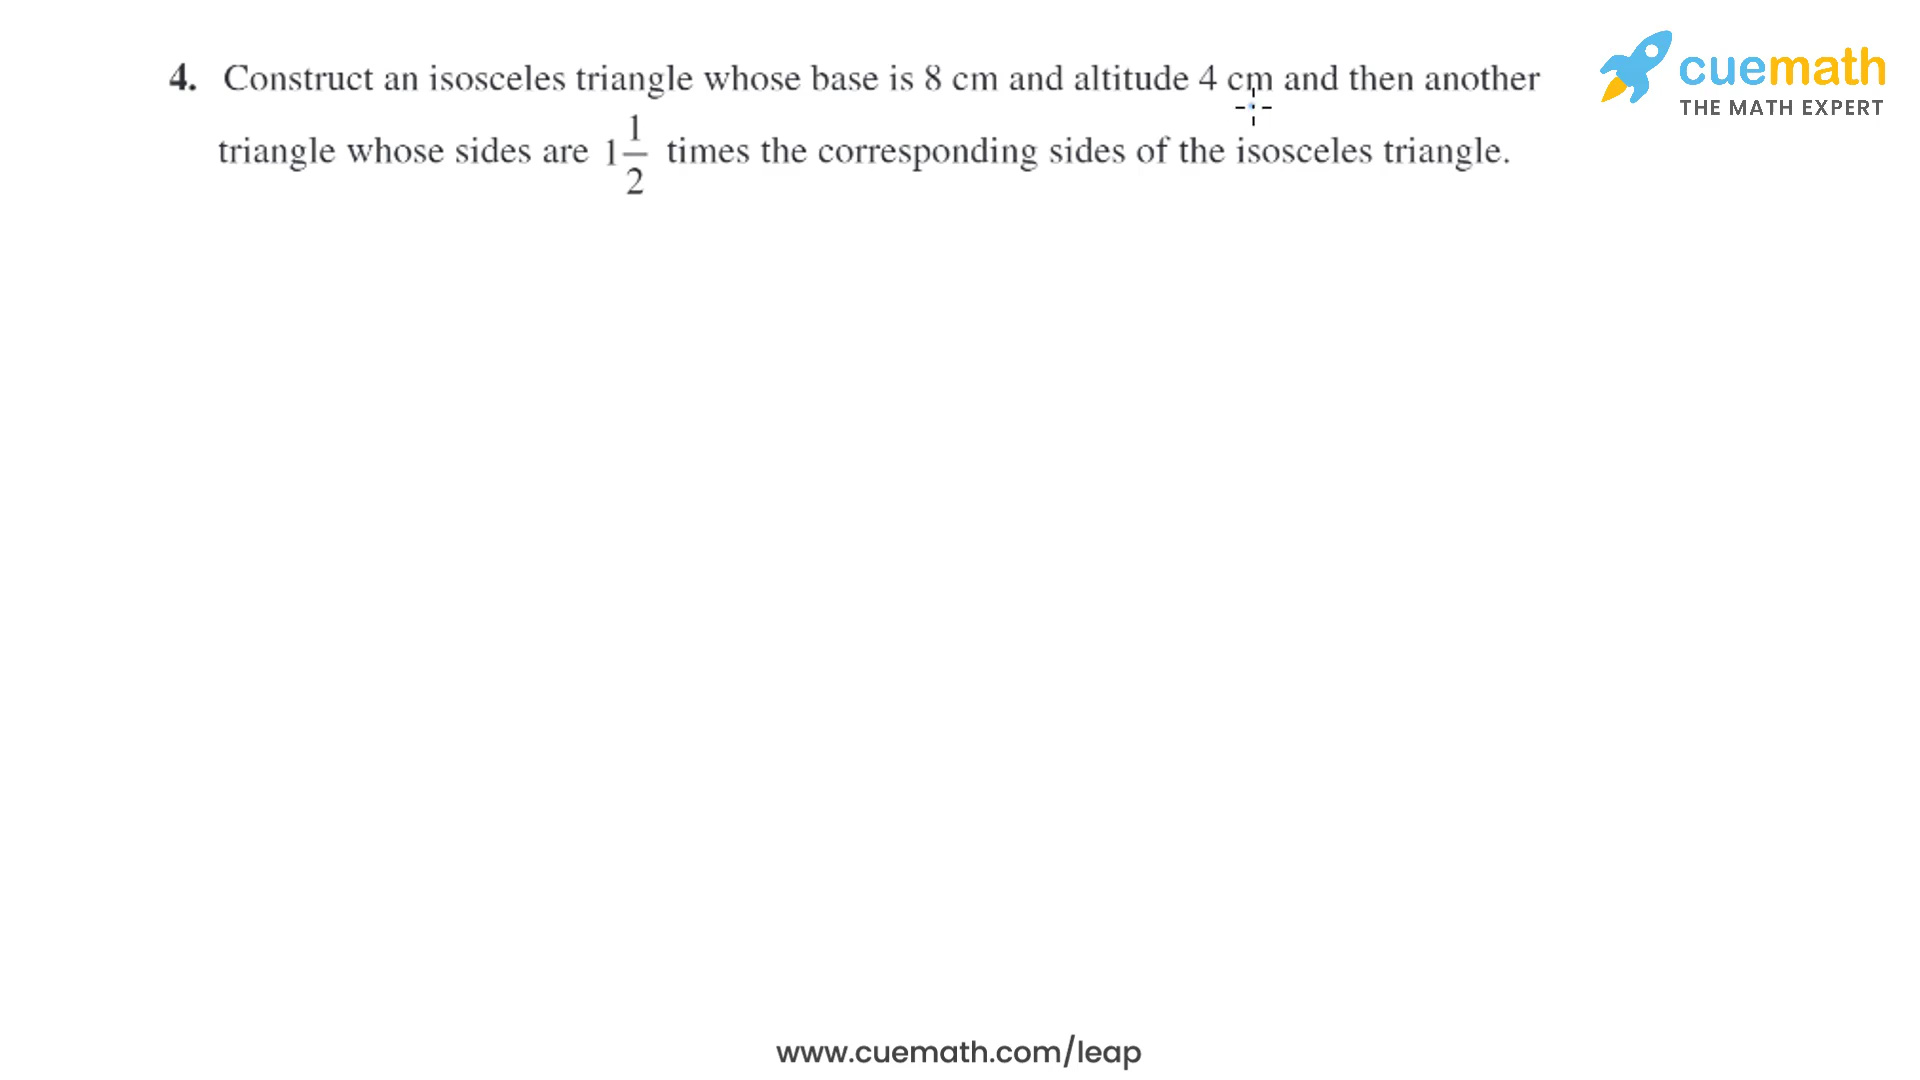 4. Construct an isosceles triangle whose base is 8 cm and altitude 4 cm and then another
triangle whose sides are 1 1/2 times the corresponding sides of the isosceles triangle.
cuemath
THE MATH EXPERT
www.cuemath.com/leap